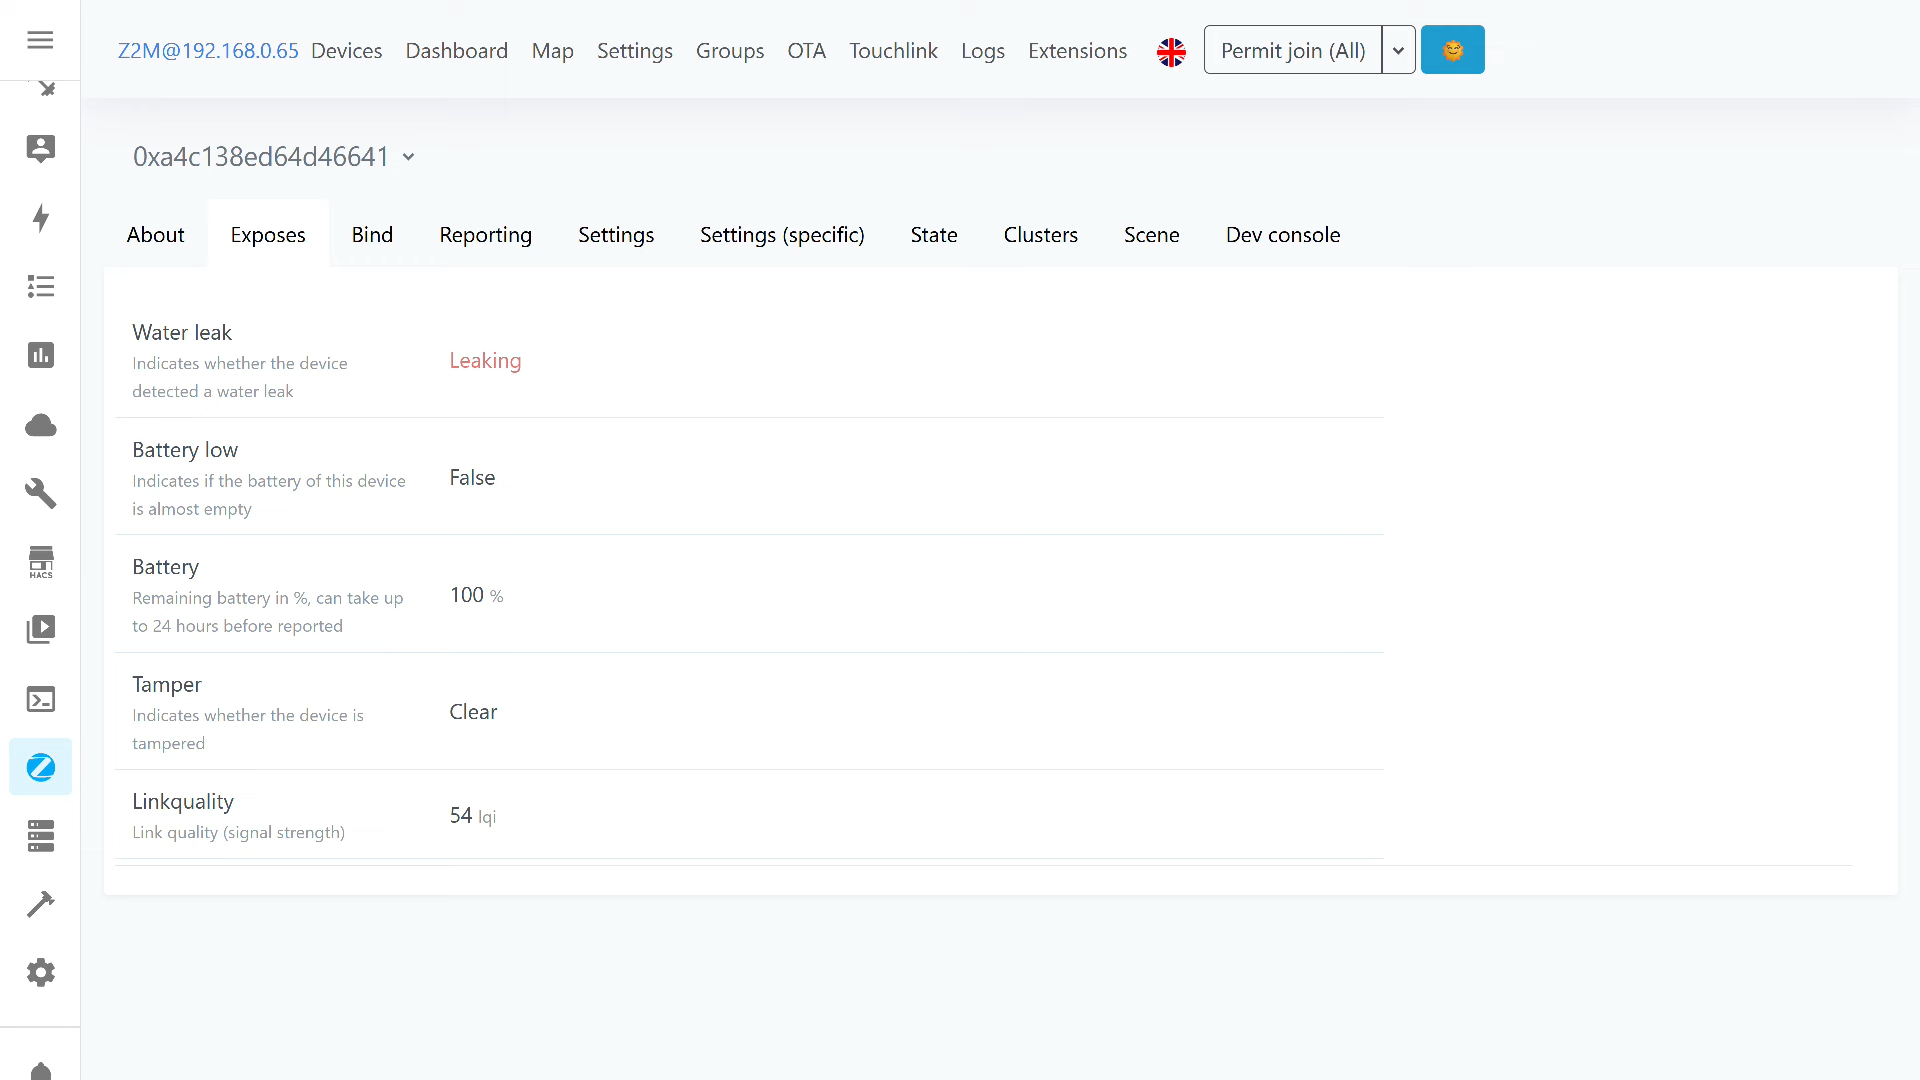 Z2M@192.168.0.65 Devices Dashboard Map Settings Groups OTA Touchlink Logs Extensions Permit join (All)
0xa4c138ed64d46641
About Exposes Bind Reporting Settings Settings (specific) State Clusters Scene Dev console
Water leak
Indicates whether the device
detected a water leak
Leaking
Battery low
Indicates if the battery of this device
is almost empty
False
Battery
Remaining battery in %, can take up
to 24 hours before reported
100 %
Tamper
Indicates whether the device is
tampered
Clear
Linkquality
Link quality (signal strength)
54 lqi
HACS